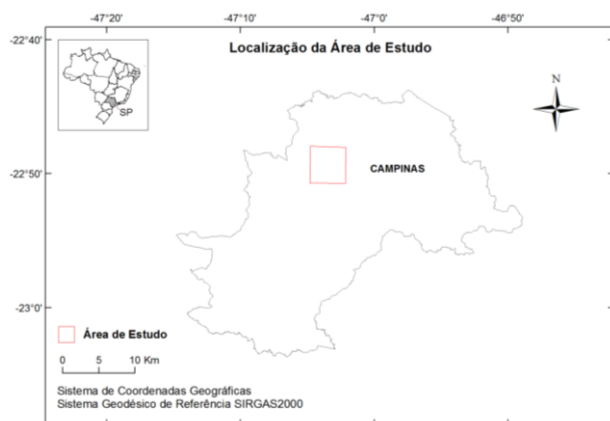 -47°20' -47°10' -47°0' -46°50'
-22°40'
Localização da Área de Estudo
N
SP
-22°50'
CAMPINAS
-23°0'
Área de Estudo
0 5 10 Km
Sistema de Coordenadas Geográficas
Sistema Geodésico de Referência SIRGAS2000